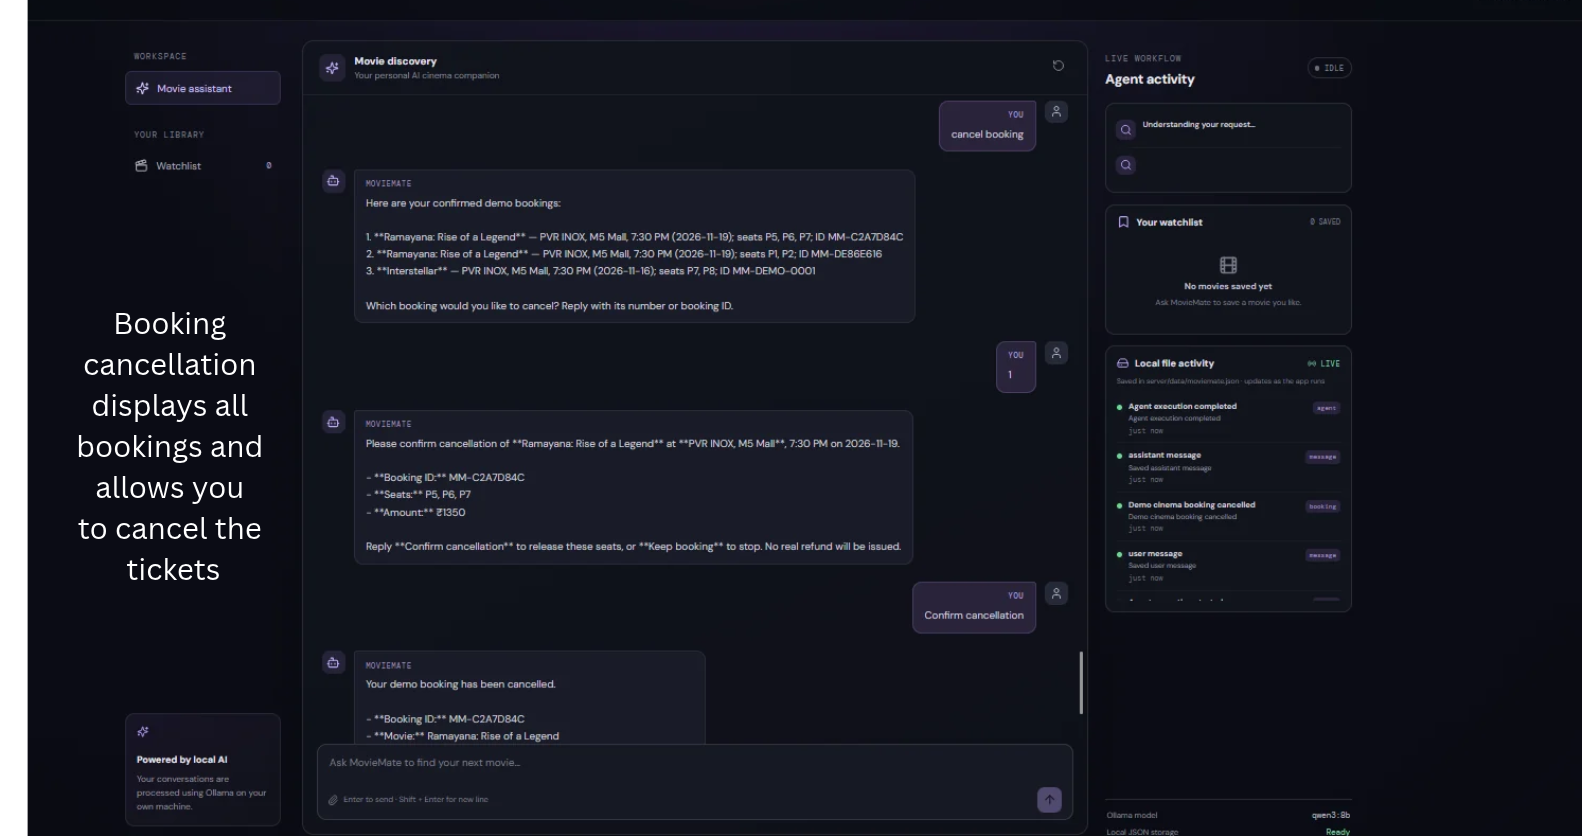 WORKSPACE
Movie assistant
YOUR LIBRARY
Watchlist 0
Booking
cancellation
displays all
bookings and
allows you
to cancel the
tickets
Powered by local AI
Your conversations are
processed using Ollama on your
own machine.
Movie discovery
Your personal AI cinema companion
YOU
cancel booking
MOVIEMATE
Here are your confirmed demo bookings:
1. **Ramayana: Rise of a Legend** — PVR INOX, M5 Mall, 7:30 PM (2026-11-19); seats P5, P6, P7; ID MM-C2A7D84C
2. **Ramayana: Rise of a Legend** — PVR INOX, M5 Mall, 7:30 PM (2026-11-19); seats P1, P2; ID MM-DE86E616
3. **Interstellar** — PVR INOX, M5 Mall, 7:30 PM (2026-11-16); seats P7, P8; ID MM-DEMO-0001
Which booking would you like to cancel? Reply with its number or booking ID.
YOU
1
MOVIEMATE
Please confirm cancellation of **Ramayana: Rise of a Legend** at **PVR INOX, M5 Mall**, 7:30 PM on 2026-11-19.
- **Booking ID:** MM-C2A7D84C
- **Seats:** P5, P6, P7
- **Amount:** ₹1350
Reply **Confirm cancellation** to release these seats, or **Keep booking** to stop. No real refund will be issued.
YOU
Confirm cancellation
MOVIEMATE
Your demo booking has been cancelled.
- **Booking ID:** MM-C2A7D84C
- **Movie:** Ramayana: Rise of a Legend
Ask MovieMate to find your next movie...
Enter to send · Shift + Enter for new line
LIVE WORKFLOW
Agent activity
IDLE
Understanding your request...
Your watchlist
0 SAVED
No movies saved yet
Ask MovieMate to save a movie you like.
Local file activity
LIVE
Saved in server/data/moviemate.json · updates as the app runs
Agent execution completed
agent
Agent execution completed
just now
assistant message
message
Saved assistant message
just now
Demo cinema booking cancelled
booking
Demo cinema booking cancelled
just now
user message
message
Saved user message
just now
Ollama model qwen3:8b
Local JSON storage Ready